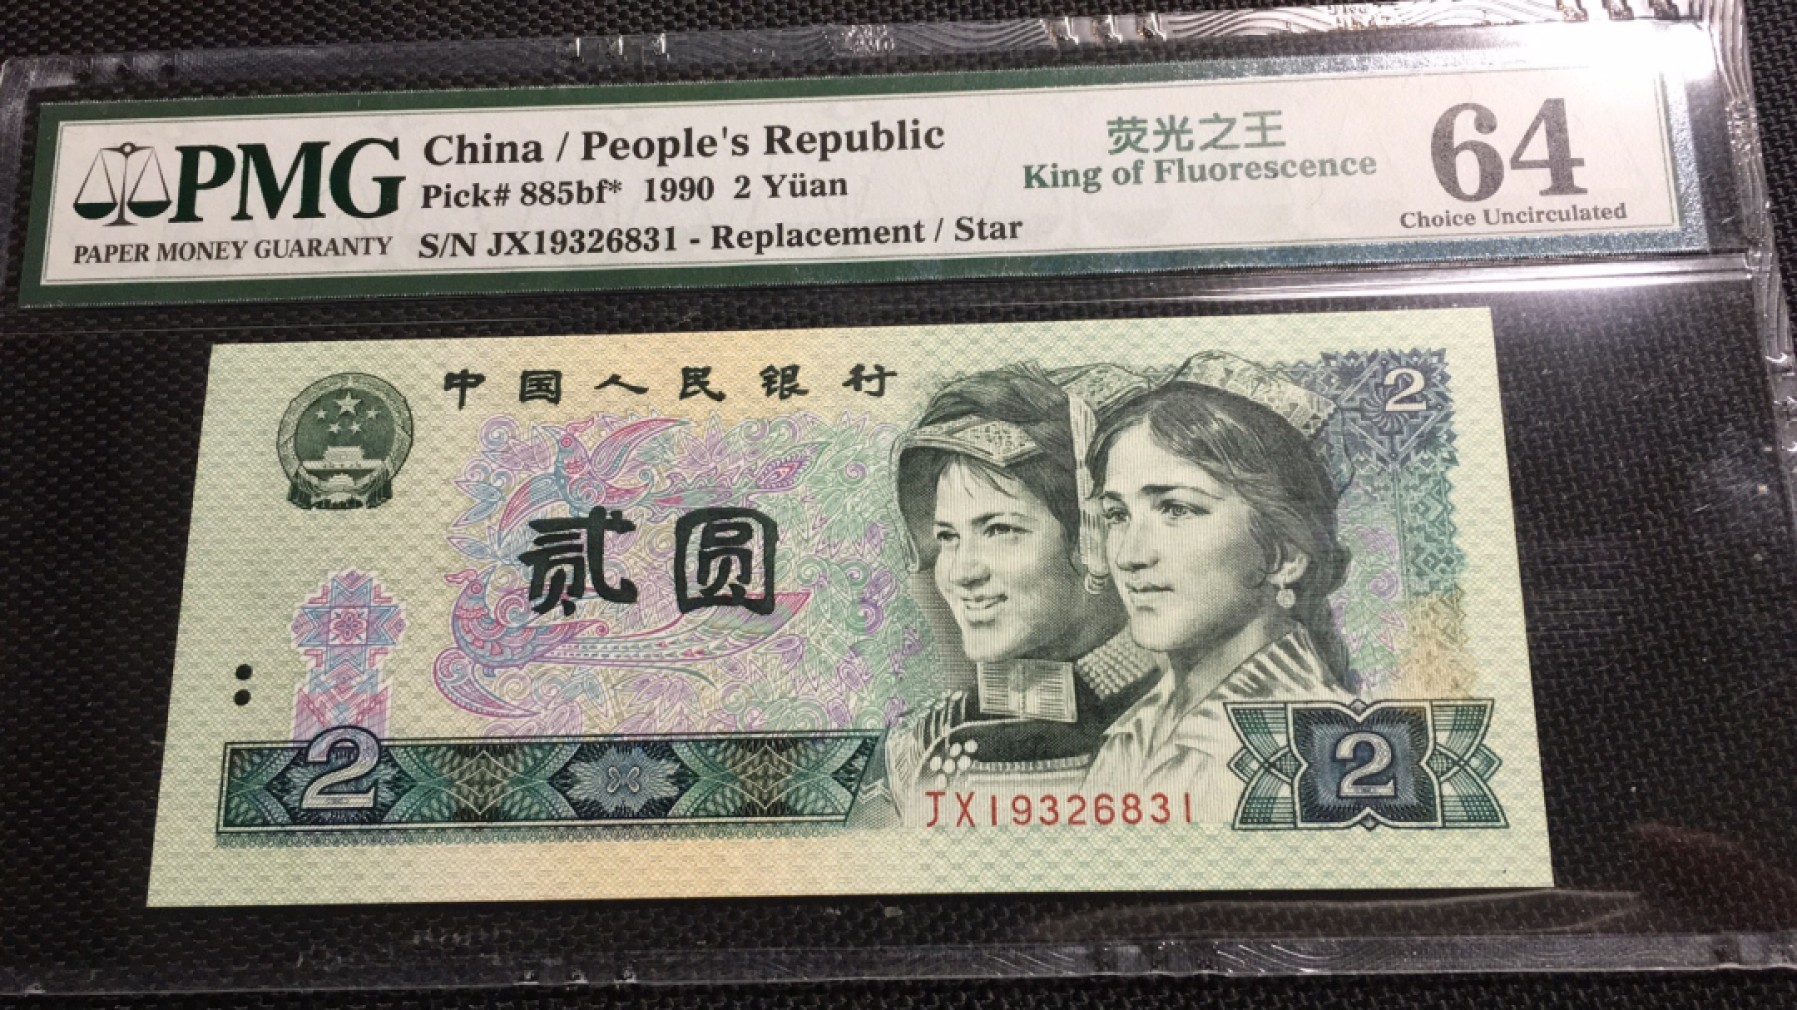 PMG
PAPER MONEY GUARANTY
China / People's Republic
Pick# 885bf* 1990 2 Yüan
S/N JX19326831 - Replacement / Star
荧光之王
King of Fluorescence
64
Choice Uncirculated
中国人民银行
2
贰圆
2
2
JX19326831